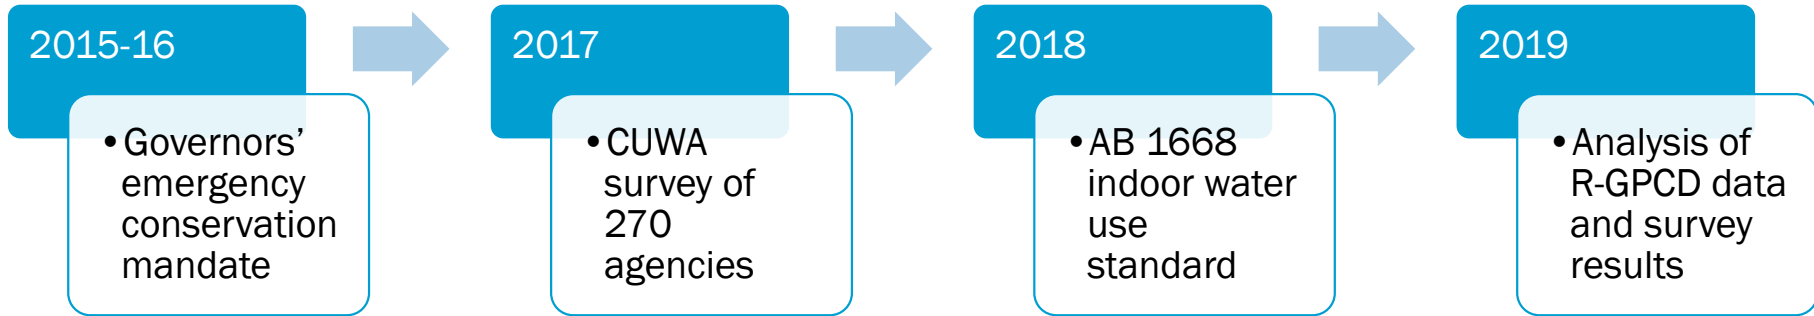 2015-16
•Governors’
emergency
conservation
mandate
2017
•CUWA
survey of
270
agencies
2018
•AB 1668
indoor water
use
standard
2019
•Analysis of
R-GPCD data
and survey
results